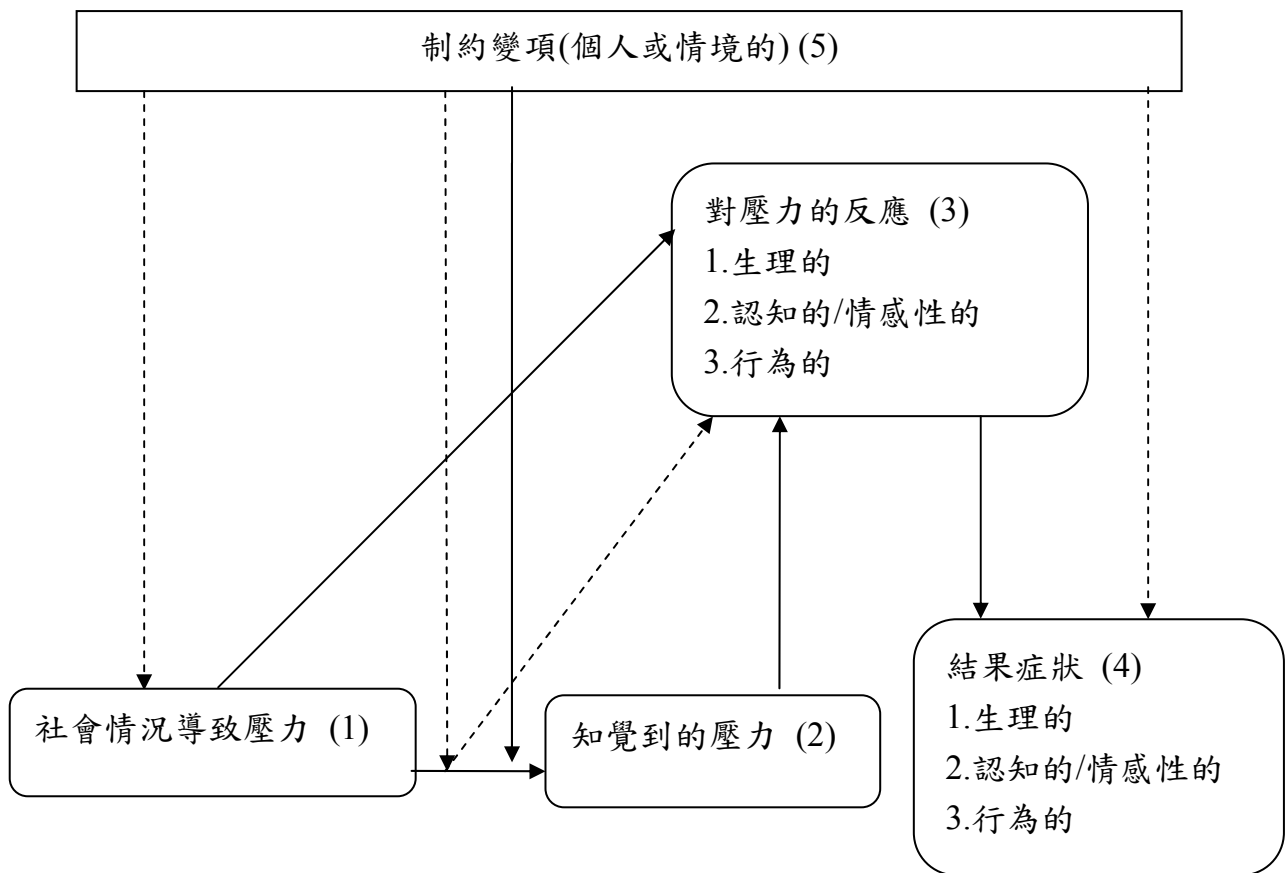 制約變項(個人或情境的) (5)
對壓力的反應 (3)
1.生理的
2.認知的/情感性的
3.行為的
社會情況導致壓力 (1)
知覺到的壓力 (2)
結果症狀 (4)
1.生理的
2.認知的/情感性的
3.行為的